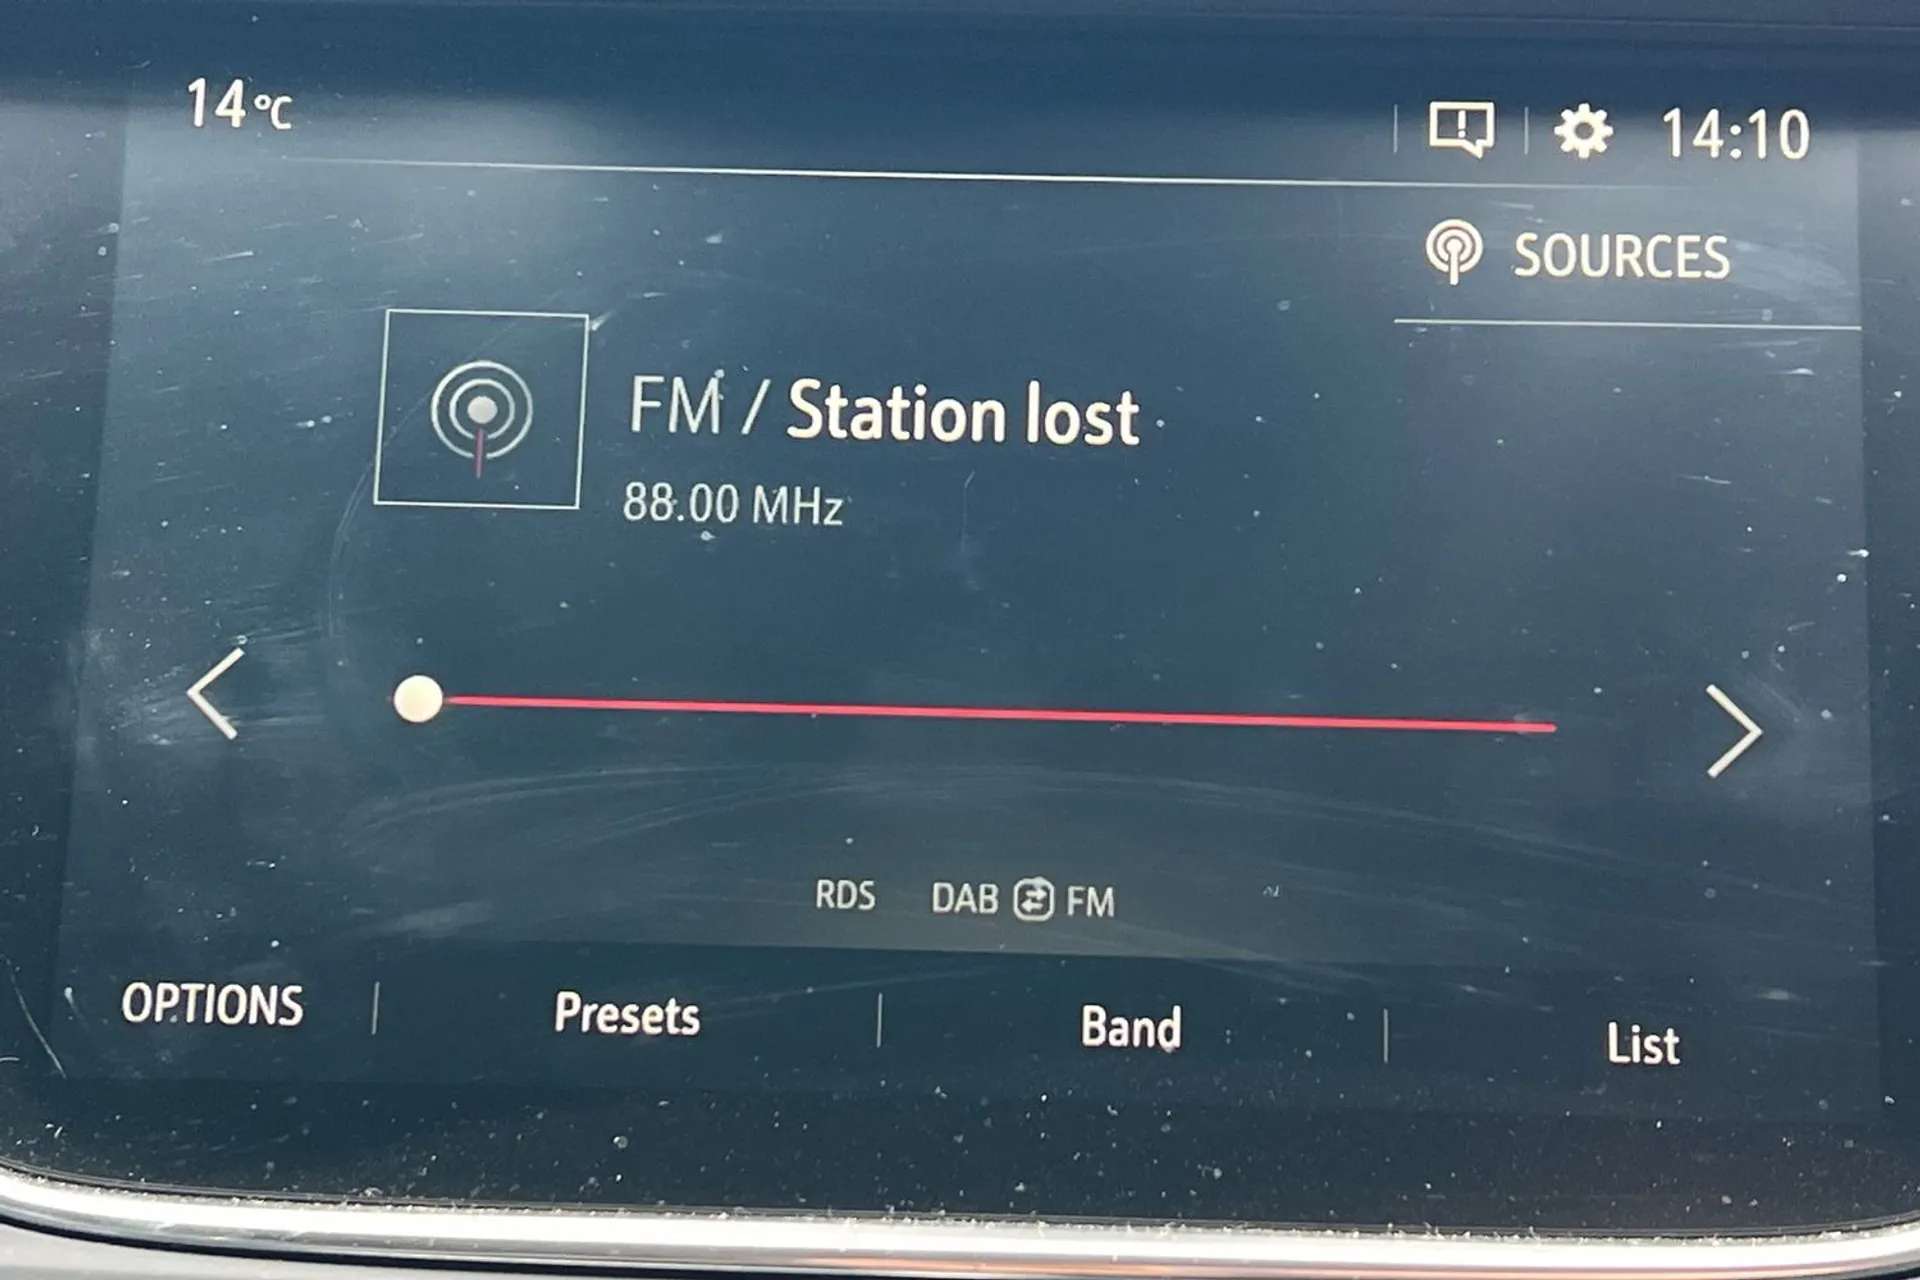 14°C
14:10
SOURCES
FM / Station lost
88.00 MHz
RDS DAB FM
OPTIONS Presets Band List